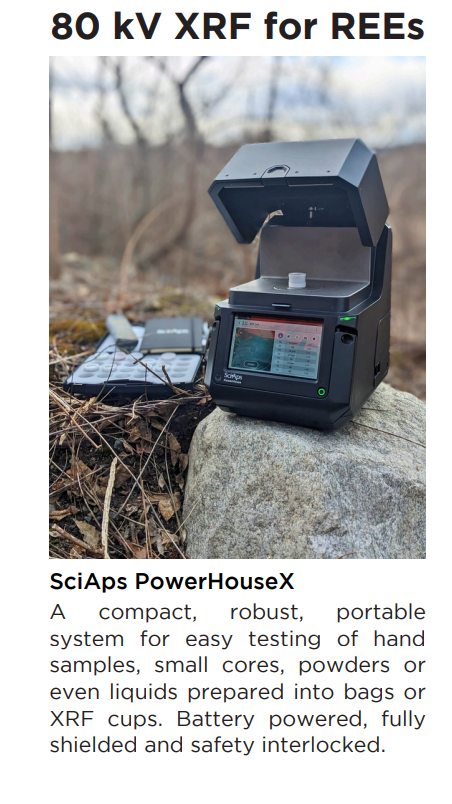 80 kV XRF for REEs
SciAps
SciAps
SciAps PowerHouseX
A compact, robust, portable
system for easy testing of hand
samples, small cores, powders or
even liquids prepared into bags or
XRF cups. Battery powered, fully
shielded and safety interlocked.